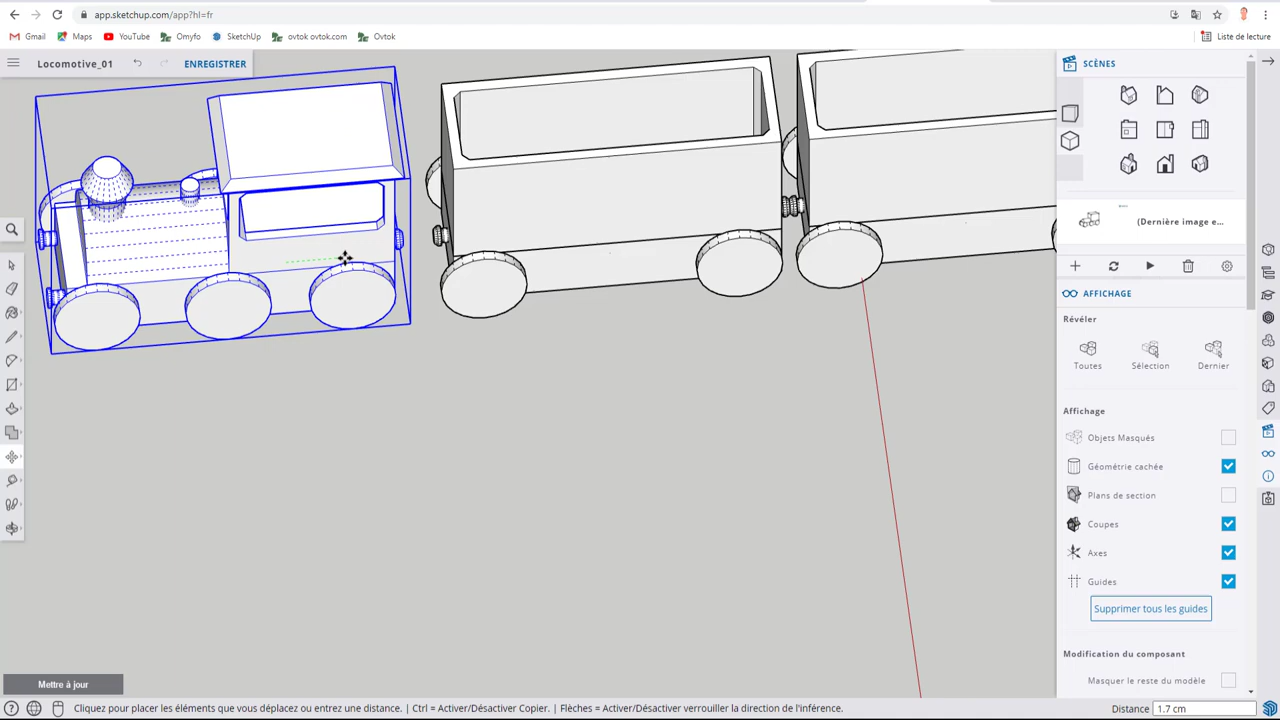 app.sketchup.com/app?hl=fr
Gmail
Maps
YouTube
Omyfo
SketchUp
ovtok ovtok.com
Ovtok
Liste de lecture
Locomotive_01
ENREGISTRER
SCÈNES
(Dernière image e...
AFFICHAGE
Révéler
Toutes
Sélection
Dernier
Affichage
Objets Masqués
Géométrie cachée
Plans de section
Coupes
Axes
Guides
Supprimer tous les guides
Modification du composant
Masquer le reste du modèle
Mettre à jour
Cliquez pour placer les éléments que vous déplacez ou entrez une distance. | Ctrl = Activer/Désactiver Copier. | Flèches = Activer/Désactiver verrouiller la direction de l'inférence.
Distance
1.7 cm